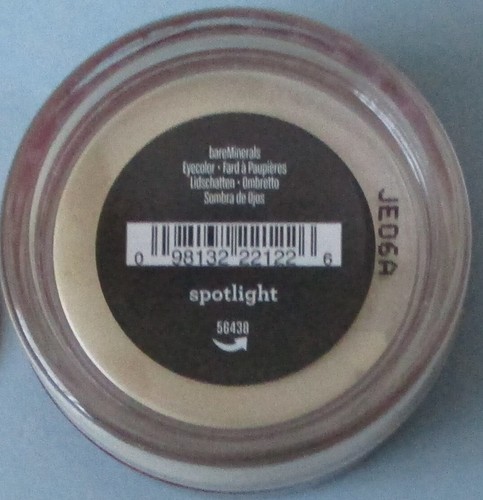 bareMinerals
Eyecolor · Fard à Paupières
Lidschatten · Ombretto
Sombra de Ojos
0 98132 22122 6
spotlight
56438
JE06A